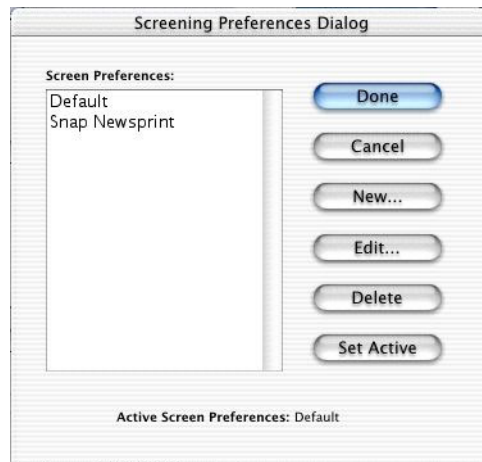 Screening Preferences Dialog
Screen Preferences:
Default
Snap Newsprint
Done
Cancel
New...
Edit...
Delete
Set Active
Active Screen Preferences: Default